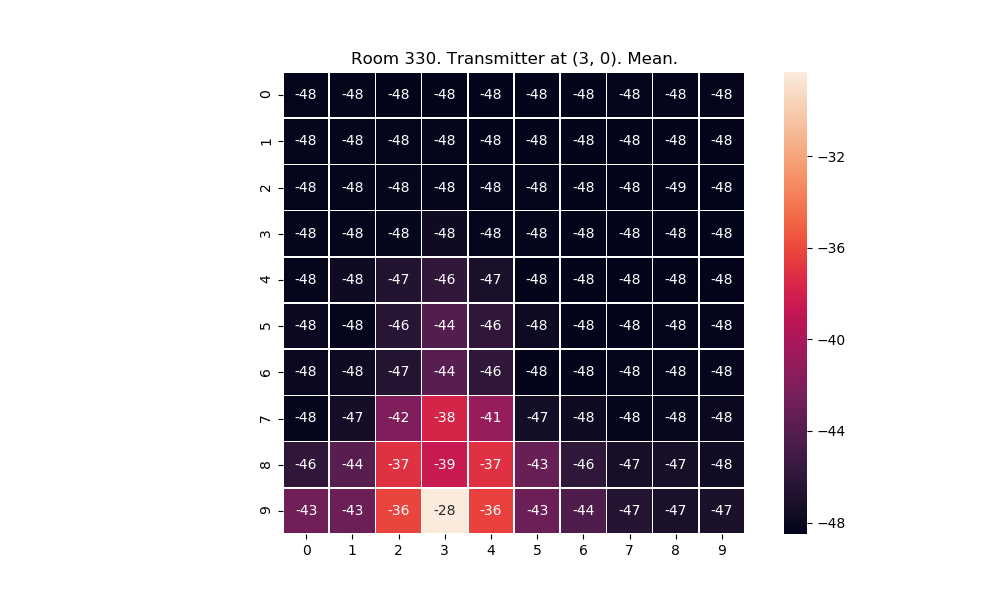 Room 330. Transmitter at (3, 0). Mean.
0 -48 -48 -48 -48 -48 -48 -48 -48 -48 -48
1 -48 -48 -48 -48 -48 -48 -48 -48 -48 -48
−32
2 -48 -48 -48 -48 -48 -48 -48 -48 -49 -48
3 -48 -48 -48 -48 -48 -48 -48 -48 -48 -48
−36
4 -48 -48 -47 -46 -47 -48 -48 -48 -48 -48
5 -48 -48 -46 -44 -46 -48 -48 -48 -48 -48
−40
6 -48 -48 -47 -44 -46 -48 -48 -48 -48 -48
7 -48 -47 -42 -38 -41 -47 -48 -48 -48 -48
−44
8 -46 -44 -37 -39 -37 -43 -46 -47 -47 -48
9 -43 -43 -36 -28 -36 -43 -44 -47 -47 -47
−48
0 1 2 3 4 5 6 7 8 9